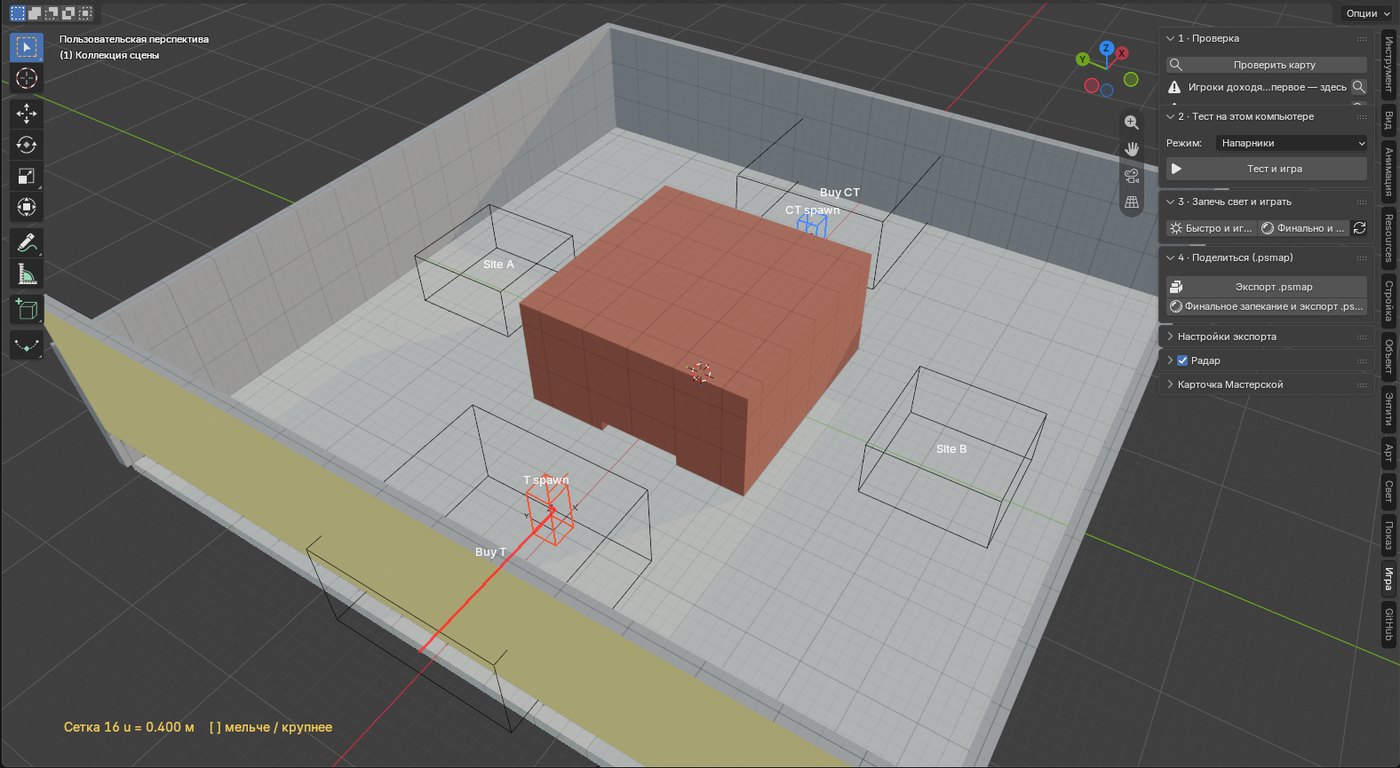 Опции
Пользовательская перспектива
(1) Коллекция сцены
Z
Y
X
Buy CT
CT spawn
Site A
Site B
T spawn
Y
X
Buy T
Сетка 16 u = 0.400 м [ ] мельче / крупнее
1 · Проверка
Проверить карту
Игроки доходя...первое — здесь
2 · Тест на этом компьютере
Режим: Напарники
Тест и игра
3 · Запечь свет и играть
Быстро и иг... Финально и ...
4 · Поделиться (.psmap)
Экспорт .psmap
Финальное запекание и экспорт .ps...
Настройки экспорта
Радар
Карточка Мастерской
Инструмент
Вид
Анимация
Resources
Стройка
Объект
Энтити
Арт
Свет
Показ
Игра
GitHub